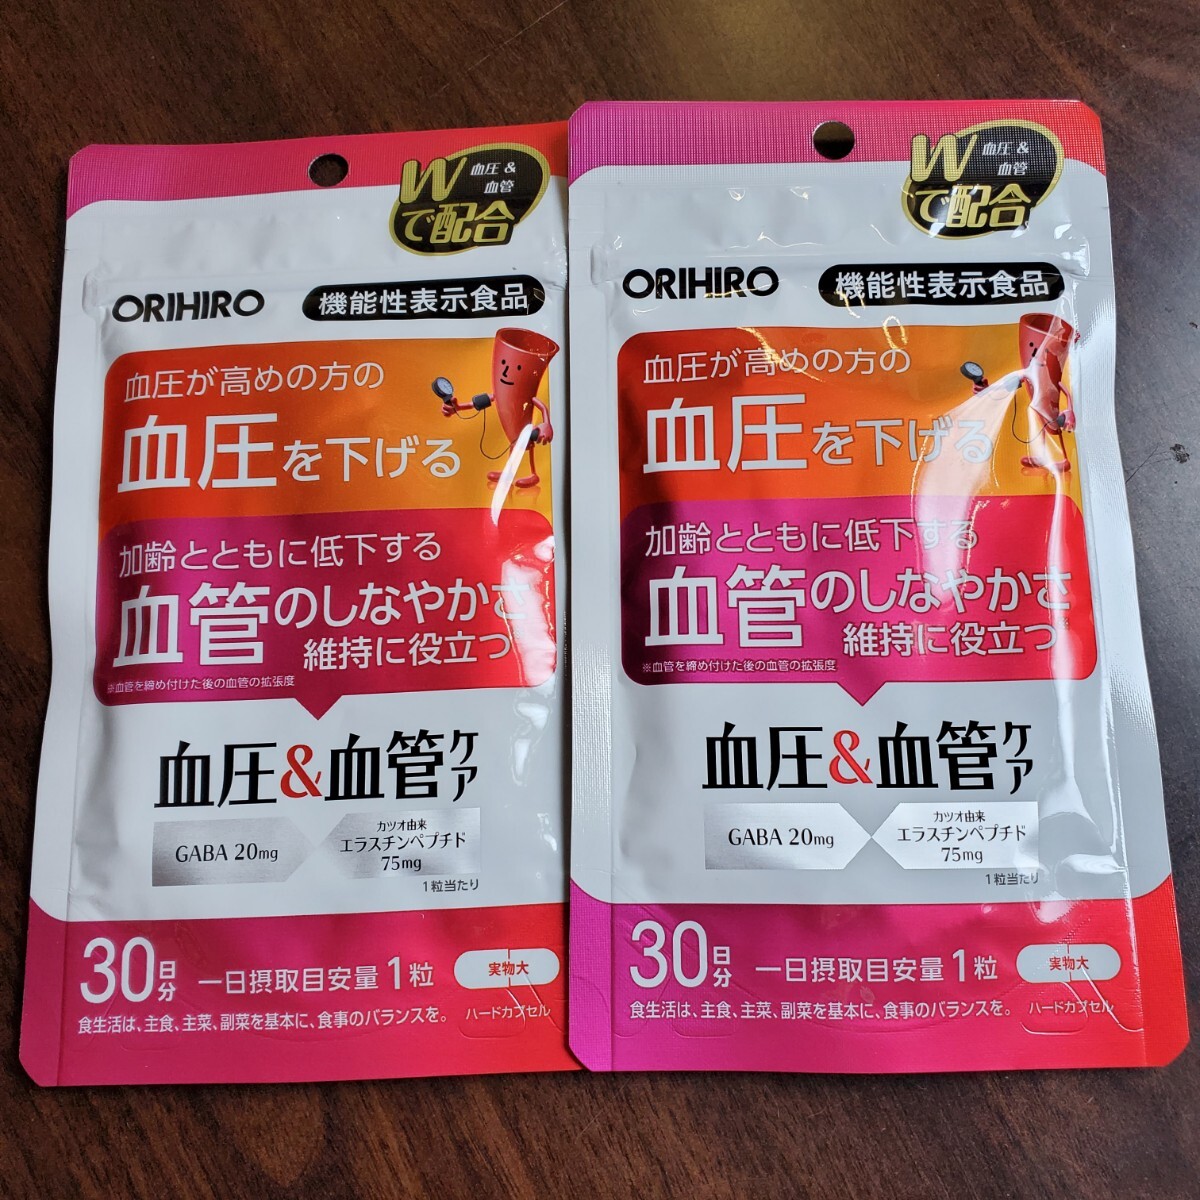 W血圧&
血管
で配合
ORIHIRO 機能性表示食品
血圧が高めの方の
血圧を下げる
加齢とともに低下する
血管のしなやかさ
維持に役立つ
※血管を締め付けた後の血管の拡張度
血圧&血管ケア
GABA 20mg
カツオ由来
エラスチンペプチド
75mg
1粒当たり
30日分 一日摂取目安量1粒 実物大
食生活は、主食、主菜、副菜を基本に、食事のバランスを。 ハードカプセル
W血圧&
血管
で配合
ORIHIRO 機能性表示食品
血圧が高めの方の
血圧を下げる
加齢とともに低下する
血管のしなやかさ
維持に役立つ
※血管を締め付けた後の血管の拡張度
血圧&血管ケア
GABA 20mg
カツオ由来
エラスチンペプチド
75mg
1粒当たり
30日分 一日摂取目安量1粒 実物大
食生活は、主食、主菜、副菜を基本に、食事のバランスを。 ハードカプセル